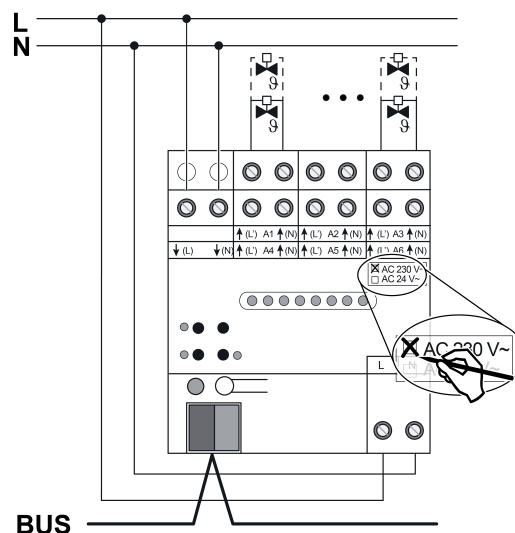 L
N
ϑ ϑ
ϑ ϑ
↑ (L') A1 ↑ (N) ↑ (L') A2 ↑ (N) ↑ (L') A3 ↑ (N)
↓ (L) ↓ (N) ↑ (L') A4 ↑ (N) ↑ (L') A5 ↑ (N) ↑ (L') A6 ↑ (N)
☒ AC 230 V~
☐ AC 24 V~
☒ AC 230 V~
L N
BUS